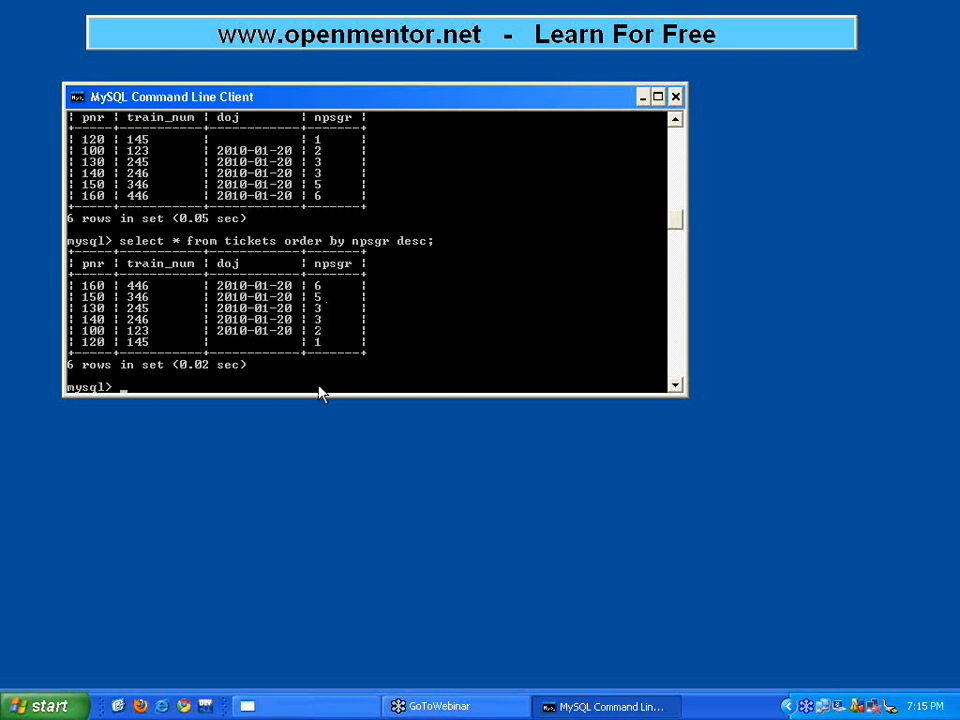 www.openmentor.net - Learn For Free
MySQL Command Line Client
| pnr | train_num | doj | npsgr |
+-----+-----------+------------+-------+
| 120 | 145 | | 1 |
| 100 | 123 | 2010-01-20 | 2 |
| 130 | 245 | 2010-01-20 | 3 |
| 140 | 246 | 2010-01-20 | 3 |
| 150 | 346 | 2010-01-20 | 5 |
| 160 | 446 | 2010-01-20 | 6 |
+-----+-----------+------------+-------+
6 rows in set (0.05 sec)
mysql> select * from tickets order by npsgr desc;
+-----+-----------+------------+-------+
| pnr | train_num | doj | npsgr |
+-----+-----------+------------+-------+
| 160 | 446 | 2010-01-20 | 6 |
| 150 | 346 | 2010-01-20 | 5 |
| 130 | 245 | 2010-01-20 | 3 |
| 140 | 246 | 2010-01-20 | 3 |
| 100 | 123 | 2010-01-20 | 2 |
| 120 | 145 | | 1 |
+-----+-----------+------------+-------+
6 rows in set (0.02 sec)
mysql> _
start
GoToWebinar
MySQL Command Lin...
7:15 PM